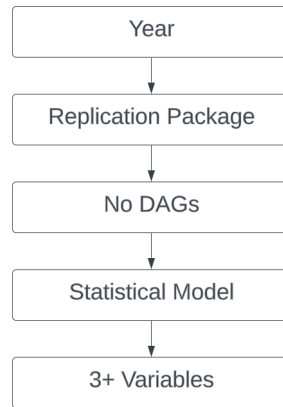 Year
Replication Package
No DAGs
Statistical Model
3+ Variables